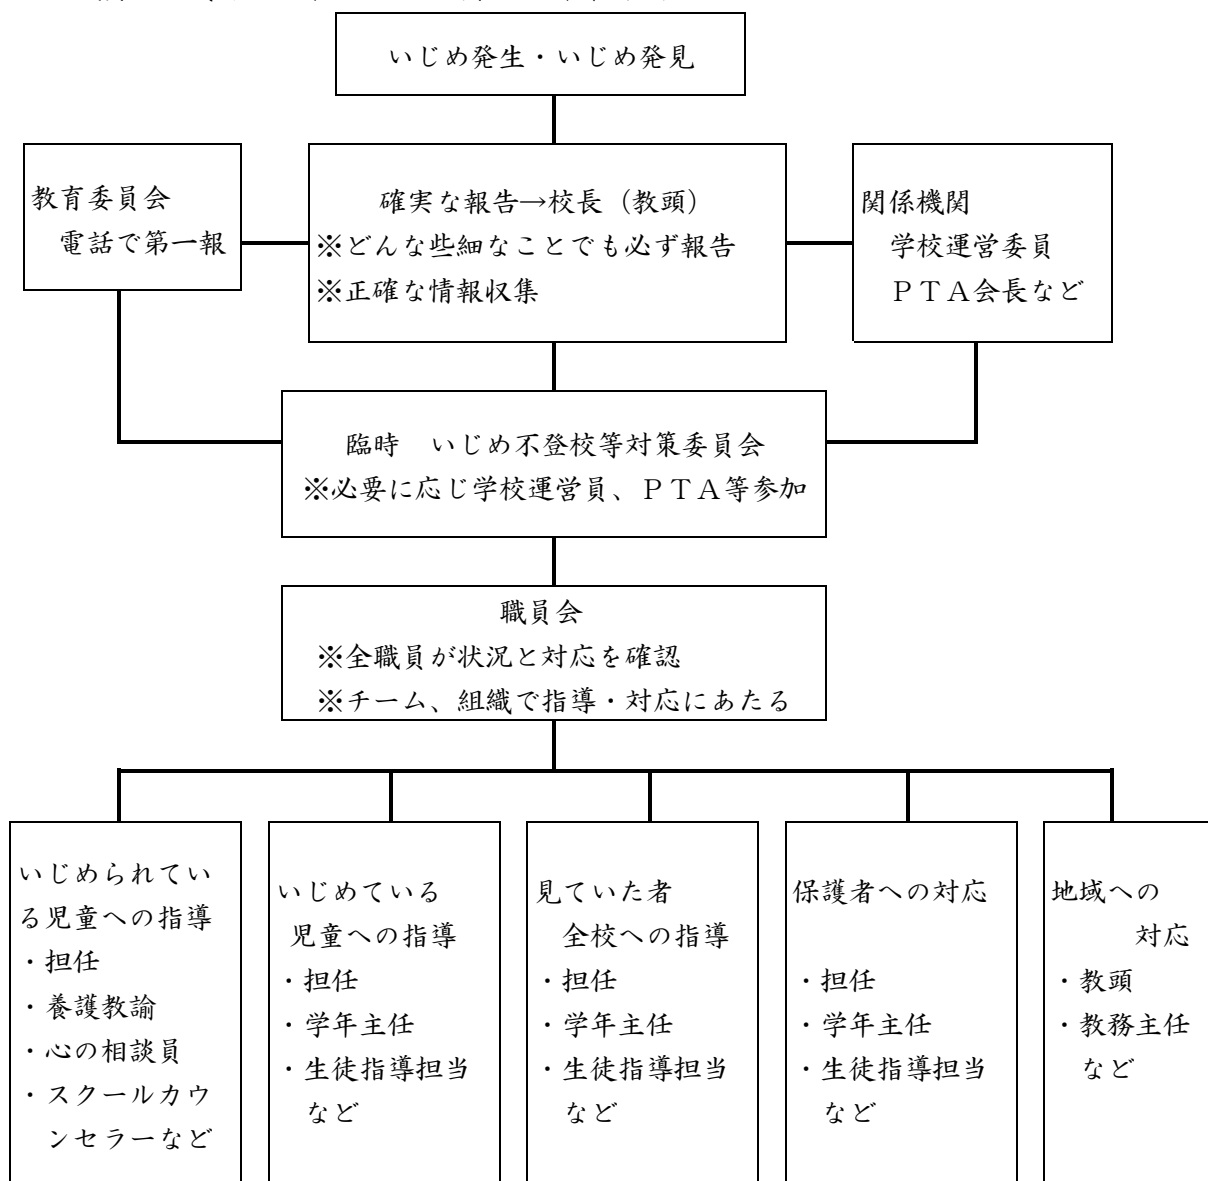 いじめ発生・いじめ発見
教育委員会
電話で第一報
確実な報告→校長（教頭）
※どんな些細なことでも必ず報告
※正確な情報収集
関係機関
学校運営委員
ＰＴＡ会長など
臨時　いじめ不登校等対策委員会
※必要に応じ学校運営員、ＰＴＡ等参加
職員会
※全職員が状況と対応を確認
※チーム、組織で指導・対応にあたる
いじめられてい
る児童への指導
・担任
・養護教諭
・心の相談員
・スクールカウ
ンセラーなど
いじめている
児童への指導
・担任
・学年主任
・生徒指導担当
など
見ていた者
全校への指導
・担任
・学年主任
・生徒指導担当
など
保護者への対応
・担任
・学年主任
・生徒指導担当
など
地域への
対応
・教頭
・教務主任
など